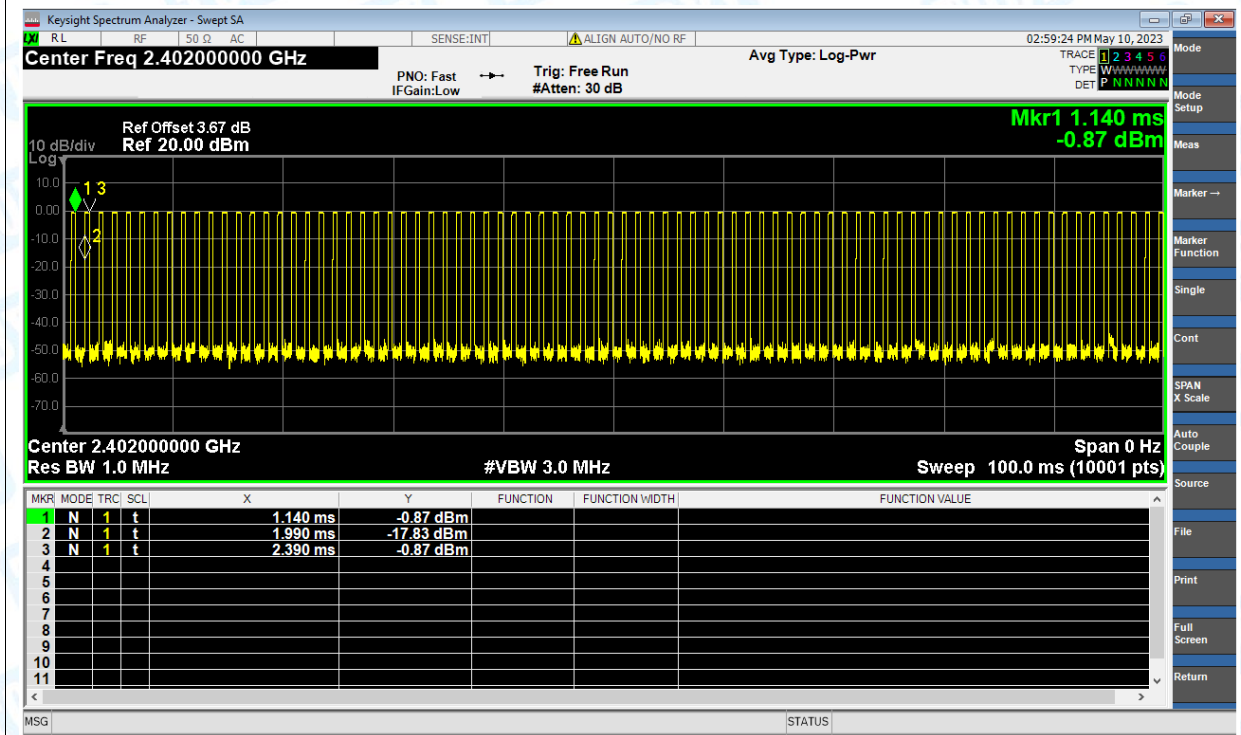 Keysight Spectrum Analyzer - Swept SA
LXI RL RF 50 Ω AC SENSE:INT ALIGN AUTO/NO RF 02:59:24 PM May 10, 2023
Center Freq 2.402000000 GHz
Avg Type: Log-Pwr
TRACE 1 2 3 4 5 6
TYPE WWWWWW
DET P N N N N N
PNO: Fast
IFGain:Low
Trig: Free Run
#Atten: 30 dB
Mkr1 1.140 ms
-0.87 dBm
Ref Offset 3.67 dB
10 dB/div Ref 20.00 dBm
Log
10.0
0.00
-10.0
-20.0
-30.0
-40.0
-50.0
-60.0
-70.0
1 3
2
Center 2.402000000 GHz Span 0 Hz
Res BW 1.0 MHz #VBW 3.0 MHz Sweep 100.0 ms (10001 pts)
MKR MODE TRC SCL X Y FUNCTION FUNCTION WIDTH FUNCTION VALUE
1 N 1 t 1.140 ms -0.87 dBm
2 N 1 t 1.990 ms -17.83 dBm
3 N 1 t 2.390 ms -0.87 dBm
4
5
6
7
8
9
10
11
MSG STATUS
Mode
Mode
Setup
Meas
Marker→
Marker
Function
Single
Cont
SPAN
X Scale
Auto
Couple
Source
File
Print
Full
Screen
Return